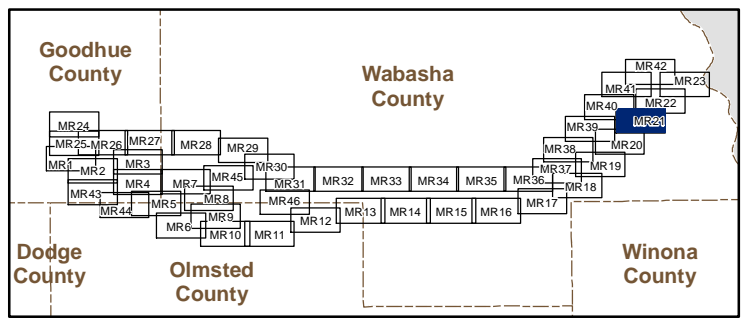 Goodhue
County
Wabasha
County
MR42
MR41
MR23
MR40
MR22
MR24
MR39
MR21
MR25
MR26
MR27
MR28
MR29
MR38
MR20
MR1
MR2
MR3
MR30
MR37
MR19
MR43
MR4
MR7
MR45
MR31
MR32
MR33
MR34
MR35
MR36
MR18
MR44
MR5
MR8
MR46
MR17
MR6
MR9
MR12
MR13
MR14
MR15
MR16
MR10
MR11
Dodge
County
Olmsted
County
Winona
County